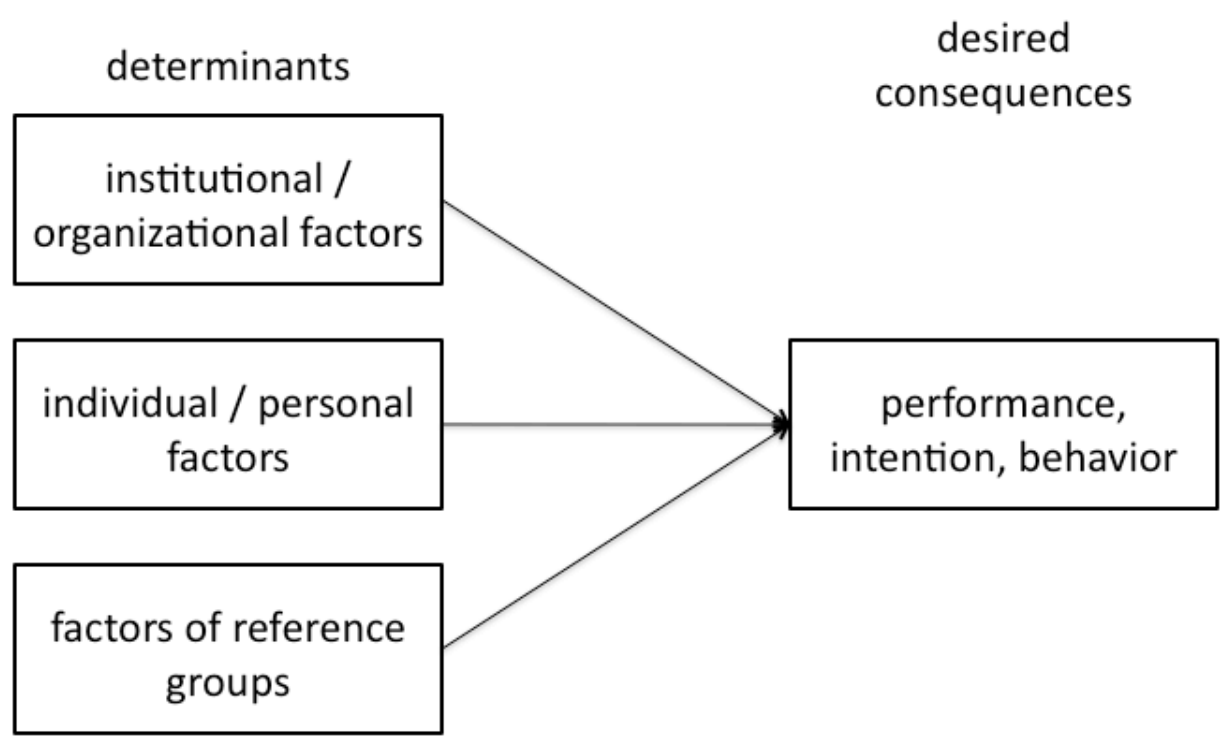 determinants
institutional /
organizational factors
individual / personal
factors
factors of reference
groups
desired
consequences
performance,
intention, behavior